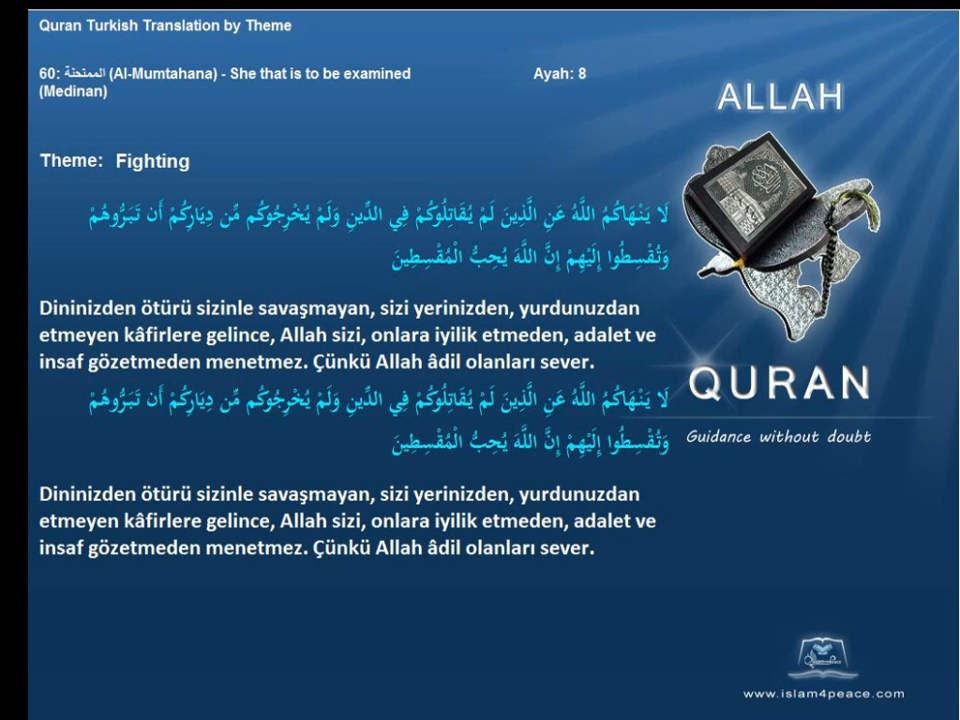 Quran Turkish Translation by Theme
60: الممتحنة (Al-Mumtahana) - She that is to be examined
(Medinan)
Ayah: 8
Theme: Fighting
لَا يَنْهَاكُمُ اللَّهُ عَنِ الَّذِينَ لَمْ يُقَاتِلُوكُمْ فِي الدِّينِ وَلَمْ يُخْرِجُوكُم مِّن دِيَارِكُمْ أَن تَبَرُّوهُمْ
وَتُقْسِطُوا إِلَيْهِمْ إِنَّ اللَّهَ يُحِبُّ الْمُقْسِطِينَ
Dininizden ötürü sizinle savaşmayan, sizi yerinizden, yurdunuzdan
etmeyen kâfirlere gelince, Allah sizi, onlara iyilik etmeden, adalet ve
insaf gözetmeden menetmez. Çünkü Allah âdil olanları sever.
لَا يَنْهَاكُمُ اللَّهُ عَنِ الَّذِينَ لَمْ يُقَاتِلُوكُمْ فِي الدِّينِ وَلَمْ يُخْرِجُوكُم مِّن دِيَارِكُمْ أَن تَبَرُّوهُمْ
وَتُقْسِطُوا إِلَيْهِمْ إِنَّ اللَّهَ يُحِبُّ الْمُقْسِطِينَ
Dininizden ötürü sizinle savaşmayan, sizi yerinizden, yurdunuzdan
etmeyen kâfirlere gelince, Allah sizi, onlara iyilik etmeden, adalet ve
insaf gözetmeden menetmez. Çünkü Allah âdil olanları sever.
ALLAH
QURAN
Guidance without doubt
www.islam4peace.com